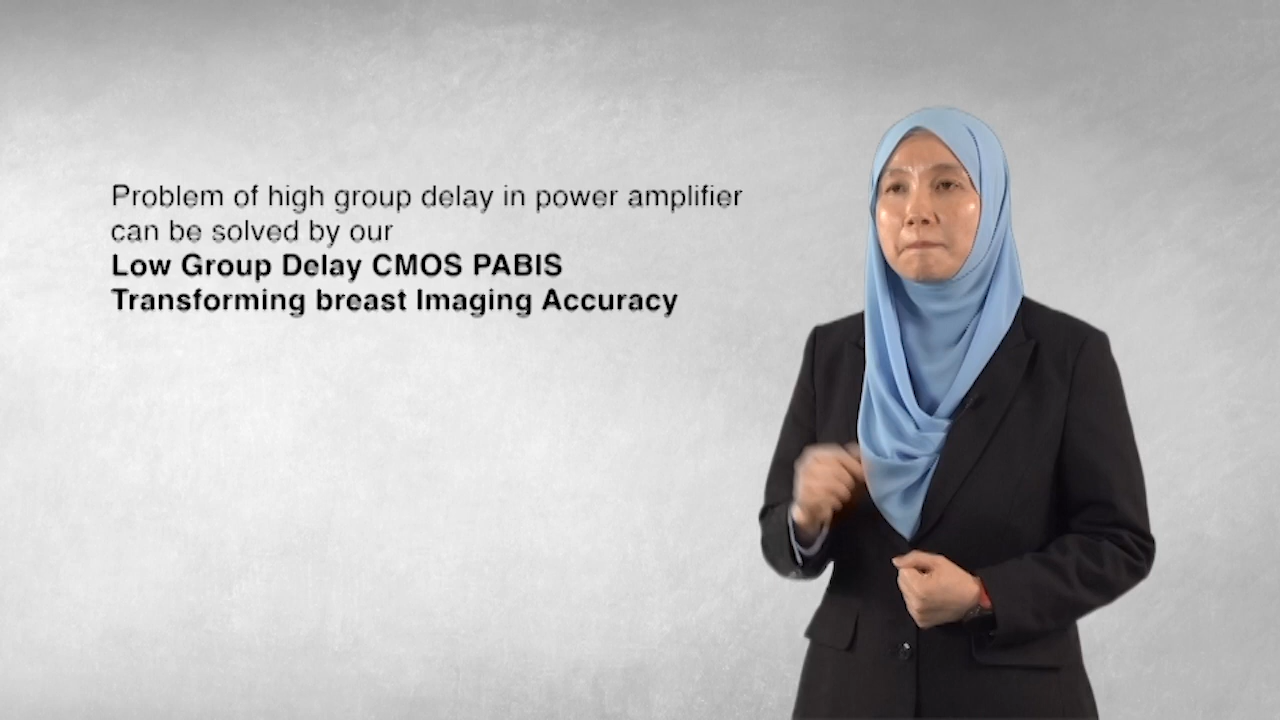 Problem of high group delay in power amplifier
can be solved by our
Low Group Delay CMOS PABIS
Transforming breast Imaging Accuracy